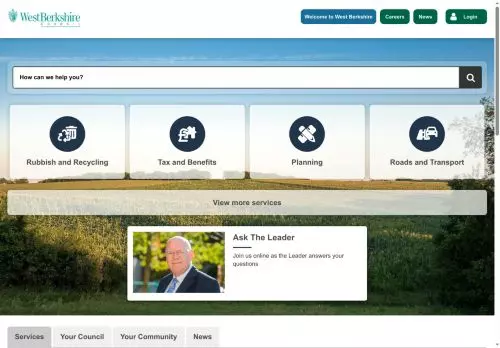 West Berkshire
COUNCIL
Welcome to West Berkshire
Careers
News
Login
How can we help you?
Rubbish and Recycling
Tax and Benefits
Planning
Roads and Transport
View more services
Ask The Leader
Join us online as the Leader answers your
questions
Services
Your Council
Your Community
News